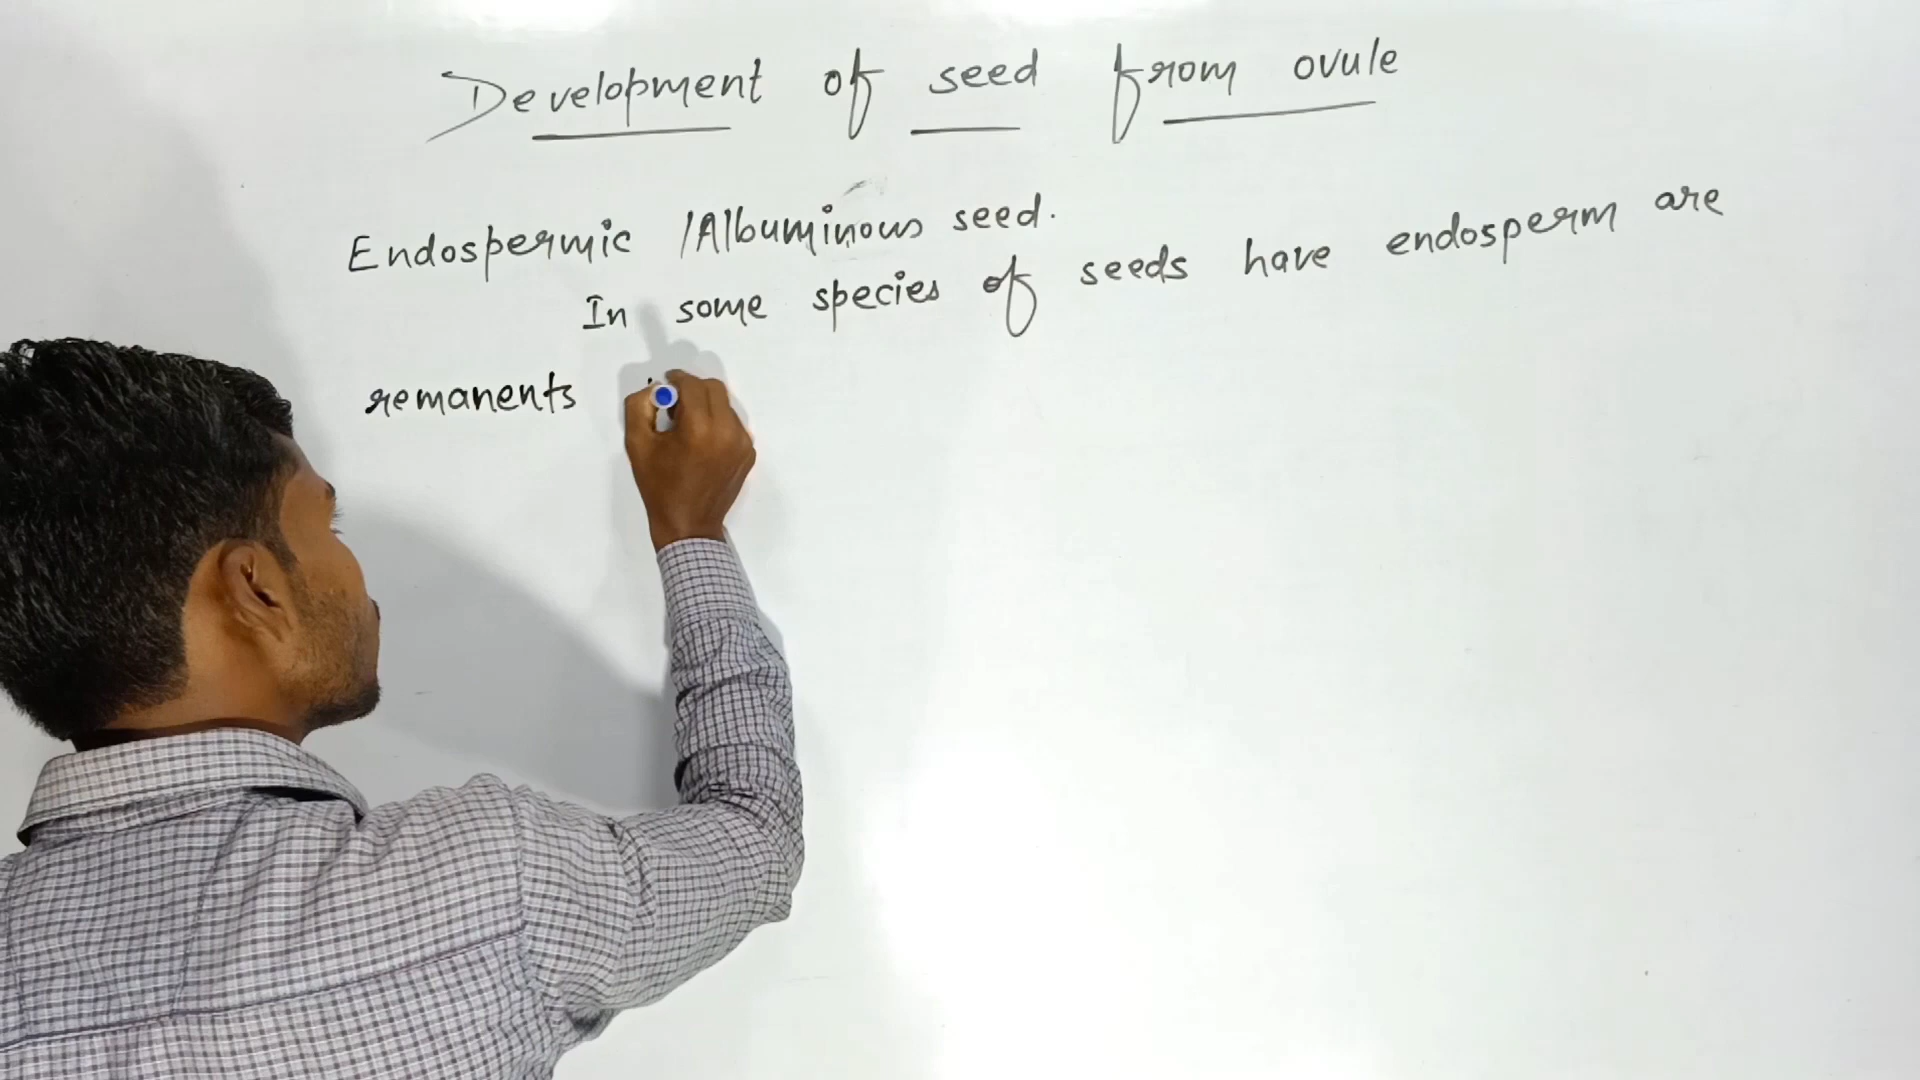 Development of seed from ovule
Endospermic /Albuminous seed.
In some species of seeds have endosperm are
remanents